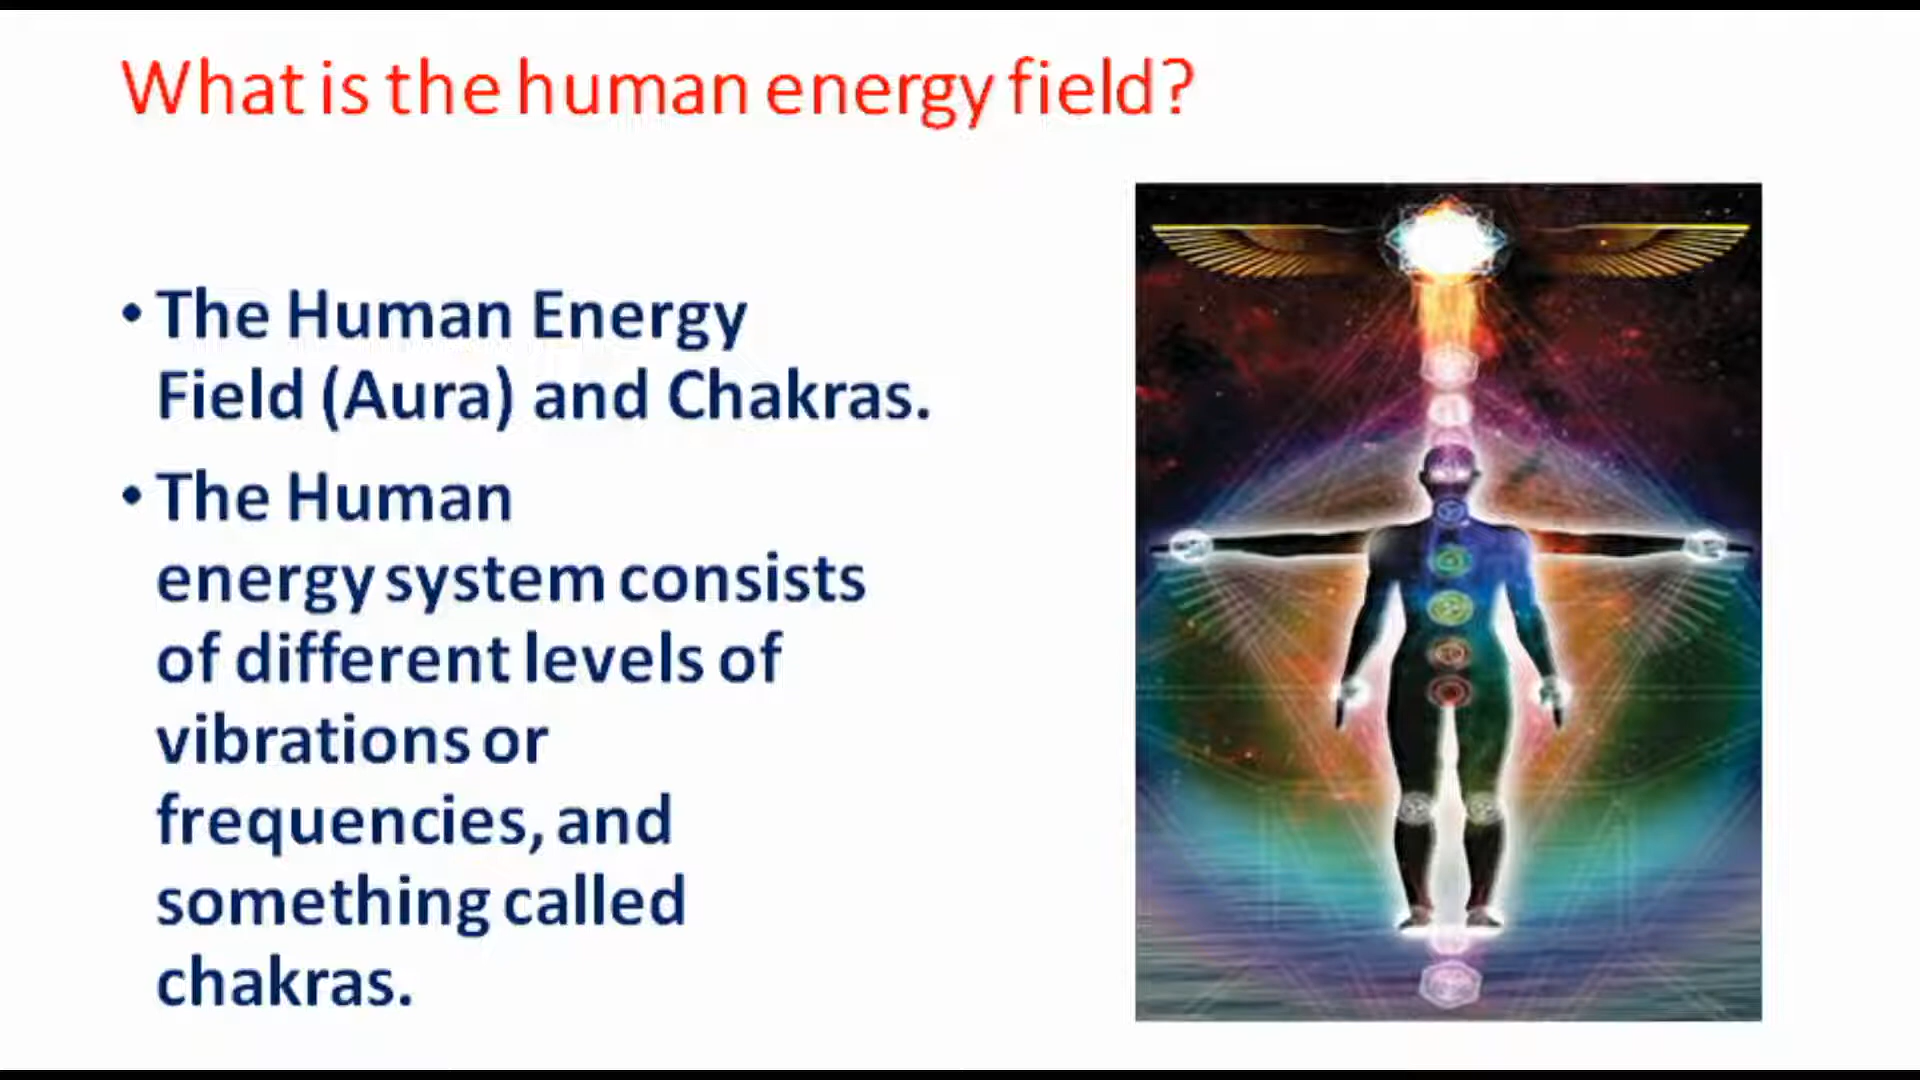 What is the human energy field?
• The Human Energy
Field (Aura) and Chakras.
• The Human
energy system consists
of different levels of
vibrations or
frequencies, and
something called
chakras.